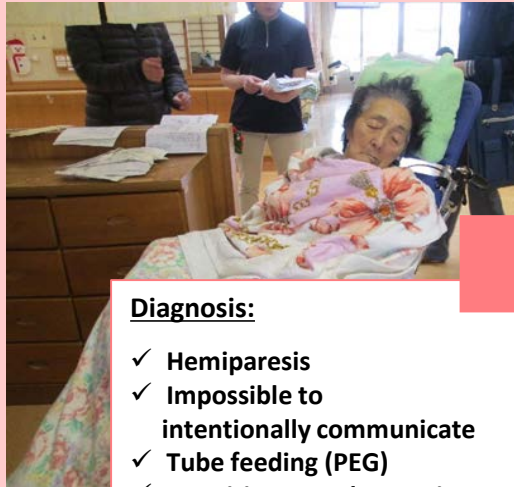 Diagnosis:
✓ Hemiparesis
✓ Impossible to
intentionally communicate
✓ Tube feeding (PEG)